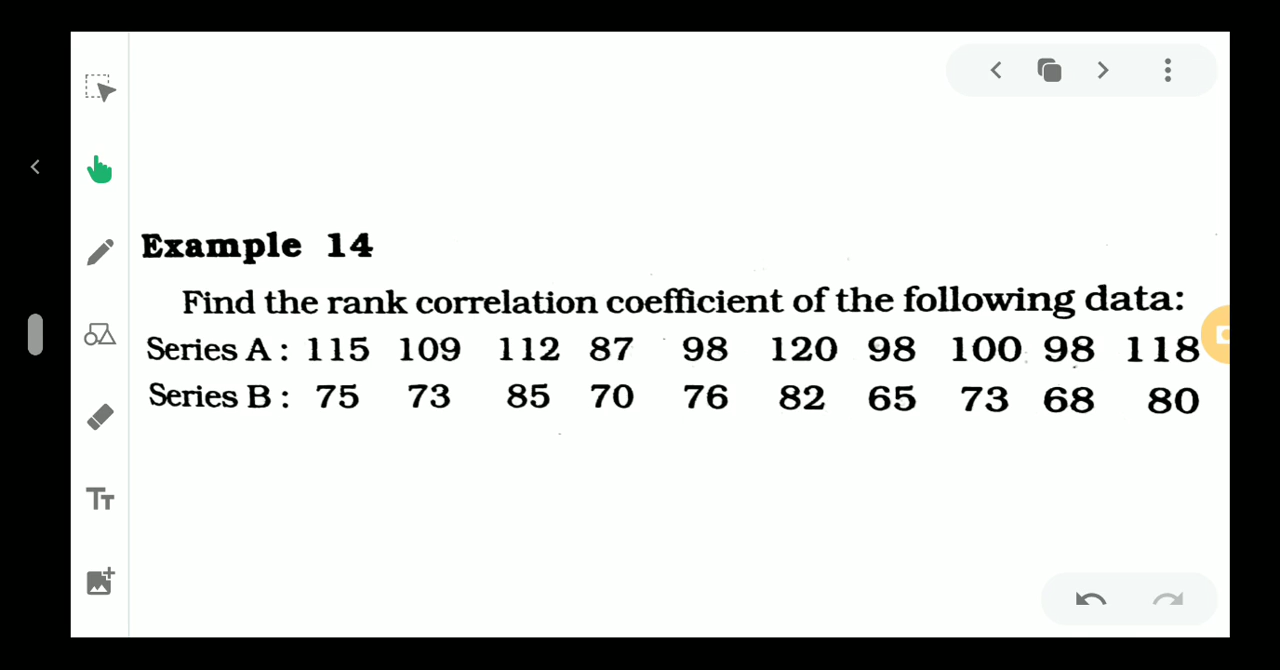 Example 14
Find the rank correlation coefficient of the following data:
Series A : 115 109 112 87 98 120 98 100 98 118
Series B : 75 73 85 70 76 82 65 73 68 80
TT